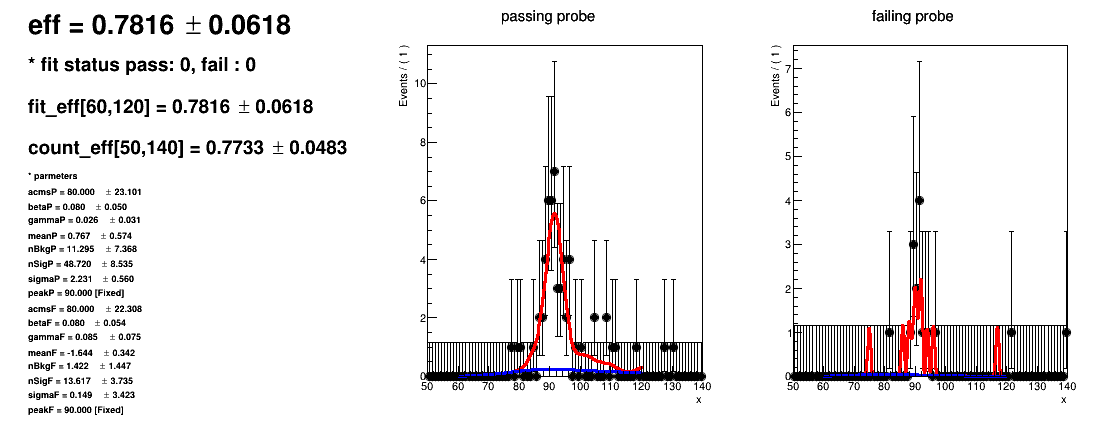 eff = 0.7816 ± 0.0618
* fit status pass: 0, fail : 0
fit_eff[60,120] = 0.7816 ± 0.0618
count_eff[50,140] = 0.7733 ± 0.0483
* parmeters
acmsP = 80.000 ± 23.101
betaP = 0.080 ± 0.050
gammaP = 0.026 ± 0.031
meanP = 0.767 ± 0.574
nBkgP = 11.295 ± 7.368
nSigP = 48.720 ± 8.535
sigmaP = 2.231 ± 0.560
peakP = 90.000 [Fixed]
acmsF = 80.000 ± 22.308
betaF = 0.080 ± 0.054
gammaF = 0.085 ± 0.075
meanF = -1.644 ± 0.342
nBkgF = 1.422 ± 1.447
nSigF = 13.617 ± 3.735
sigmaF = 0.149 ± 3.423
peakF = 90.000 [Fixed]
passing probe
Events / ( 1 )
10
8
6
4
2
0
50 60 70 80 90 100 110 120 130 140
x
failing probe
Events / ( 1 )
7
6
5
4
3
2
1
0
50 60 70 80 90 100 110 120 130 140
x